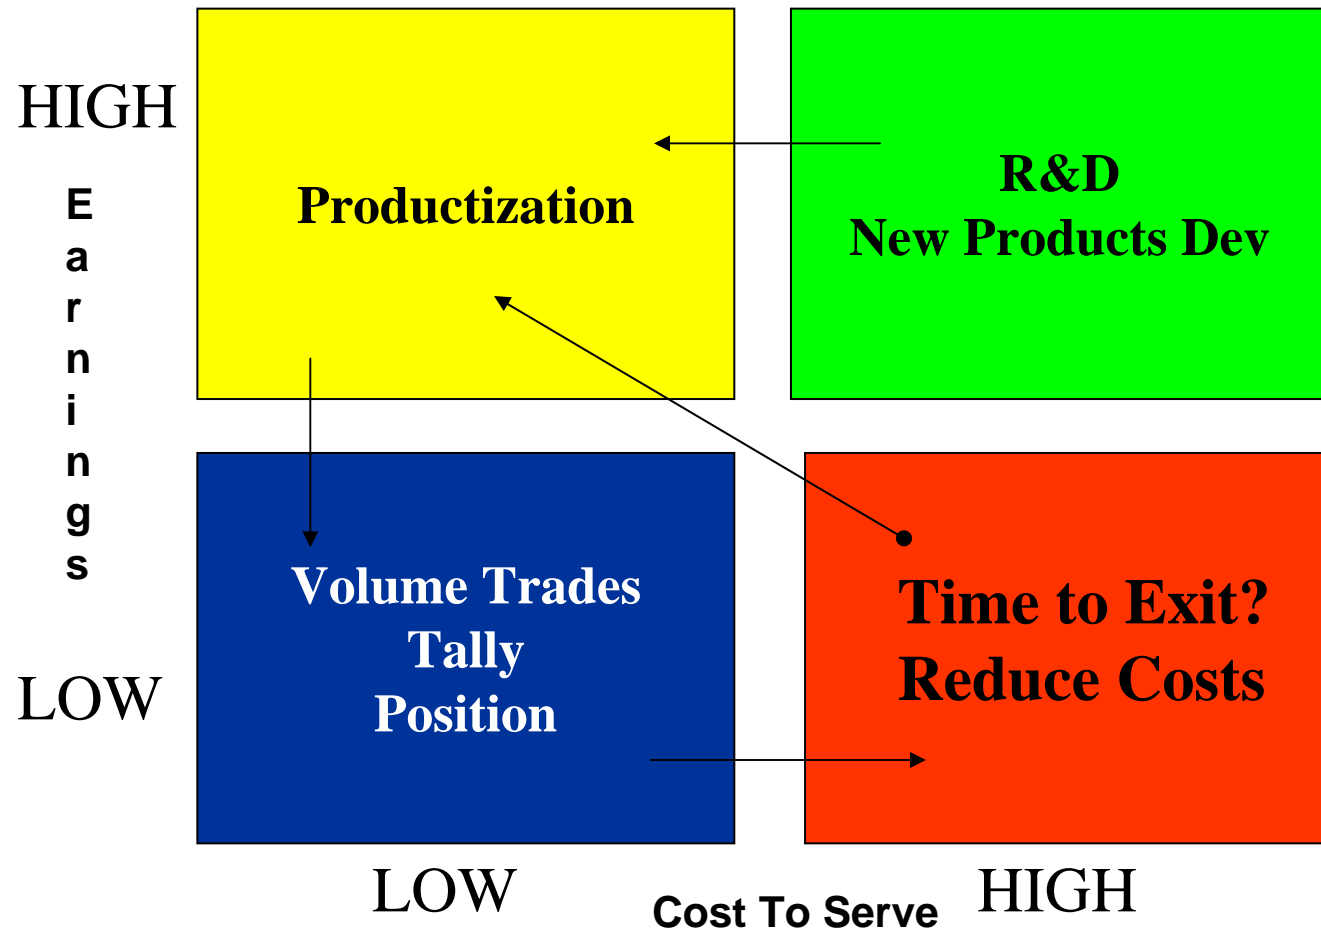 HIGH
Earnings
LOW
Productization
R&D
New Products Dev
Volume Trades
Tally
Position
Time to Exit?
Reduce Costs
LOW
Cost To Serve
HIGH